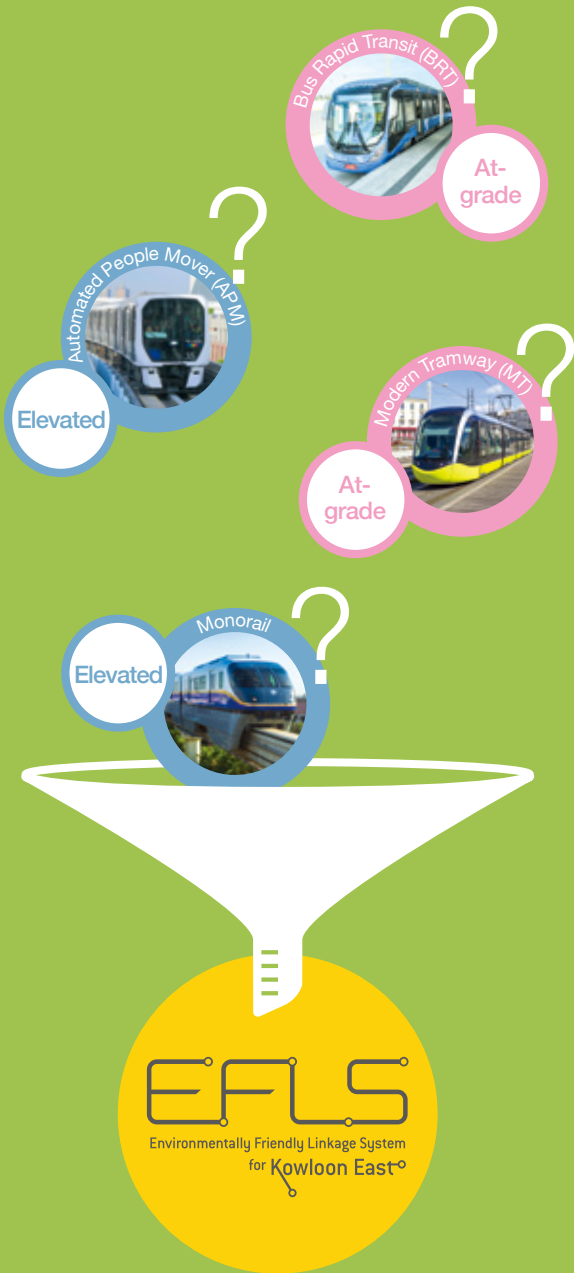 ?
Bus Rapid Transit (BRT)
At-
grade
?
Automated People Mover (APM)
Elevated
?
Modern Tramway (MT)
At-
grade
?
Monorail
Elevated
EFLS
Environmentally Friendly Linkage System
for Kowloon East